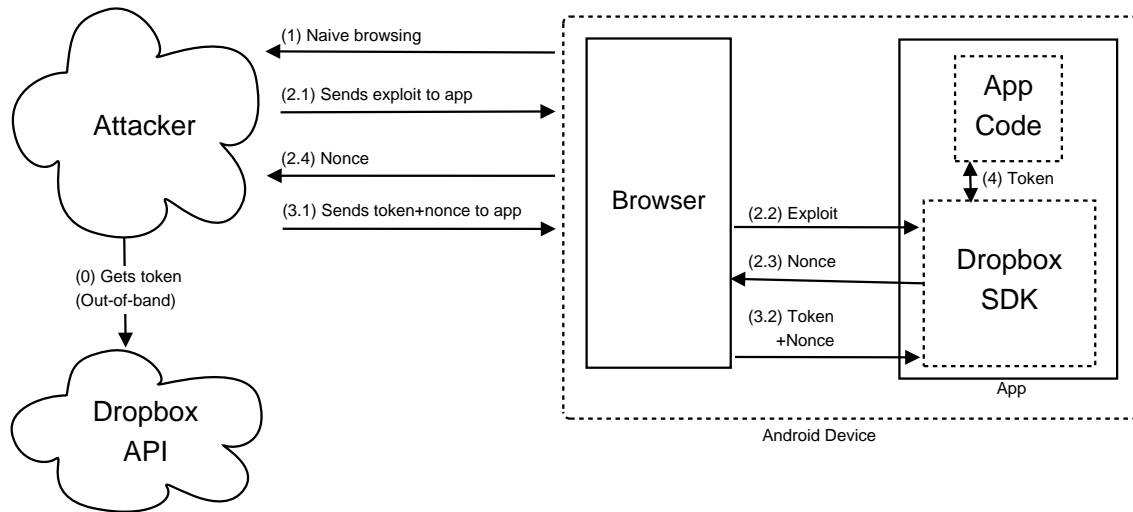 (1) Naive browsing
(2.1) Sends exploit to app
(2.4) Nonce
(3.1) Sends token+nonce to app
Attacker
(0) Gets token
(Out-of-band)
Dropbox
API
Browser
(2.2) Exploit
(2.3) Nonce
(3.2) Token
+Nonce
App
Code
(4) Token
Dropbox
SDK
App
Android Device